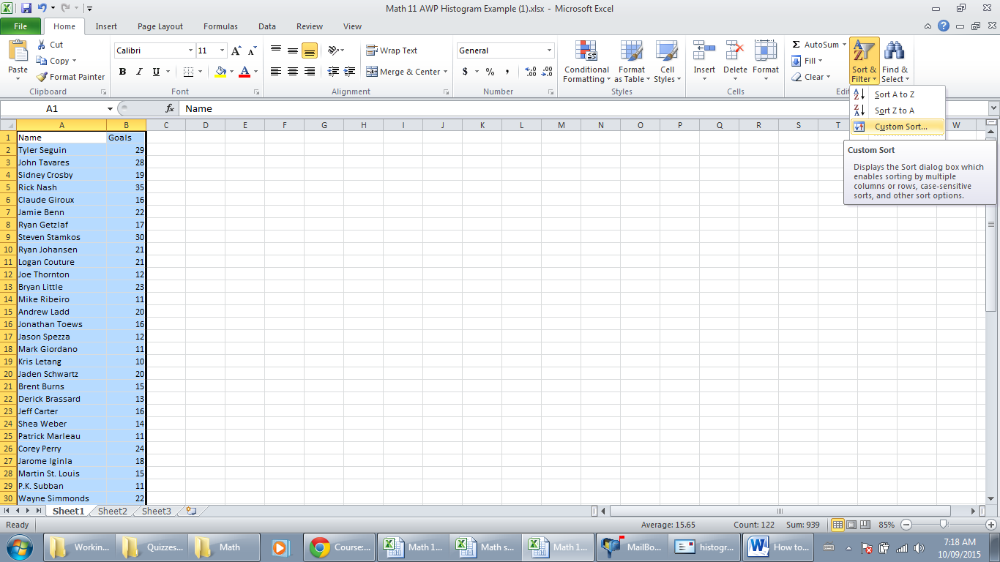 Math 11 AWP Histogram Example (1).xlsx - Microsoft Excel
File Home Insert Page Layout Formulas Data Review View
Paste
Cut
Copy
Format Painter
Clipboard
Calibri 11
B I U
A A
A
Font
Wrap Text
Merge & Center
Alignment
General
$ % ,
.00 .0
Number
Conditional Formatting
Format as Table
Cell Styles
Styles
Insert Delete Format
Cells
Σ AutoSum
Fill
Clear
Sort & Filter
Find & Select
Edit
Sort A to Z
Sort Z to A
Custom Sort...
Custom Sort
Displays the Sort dialog box which
enables sorting by multiple
columns or rows, case-sensitive
sorts, and other sort options.
A1 fx Name
A B C D E F G H I J K L M N O P Q R S T W
1 Name Goals
2 Tyler Seguin 29
3 John Tavares 28
4 Sidney Crosby 19
5 Rick Nash 35
6 Claude Giroux 16
7 Jamie Benn 22
8 Ryan Getzlaf 17
9 Steven Stamkos 30
10 Ryan Johansen 21
11 Logan Couture 21
12 Joe Thornton 12
13 Bryan Little 23
14 Mike Ribeiro 11
15 Andrew Ladd 20
16 Jonathan Toews 16
17 Jason Spezza 12
18 Mark Giordano 11
19 Kris Letang 10
20 Jaden Schwartz 20
21 Brent Burns 15
22 Derick Brassard 13
23 Jeff Carter 16
24 Shea Weber 14
25 Patrick Marleau 11
26 Corey Perry 24
27 Jarome Iginla 18
28 Martin St. Louis 15
29 P.K. Subban 11
30 Wayne Simmonds 22
Sheet1 Sheet2 Sheet3
Ready Average: 15.65 Count: 122 Sum: 939 85%
Workin... Quizzes... Math Course:... Math 1... Math s... Math 1... MailBo... histogr... How to... 7:18 AM
10/09/2015